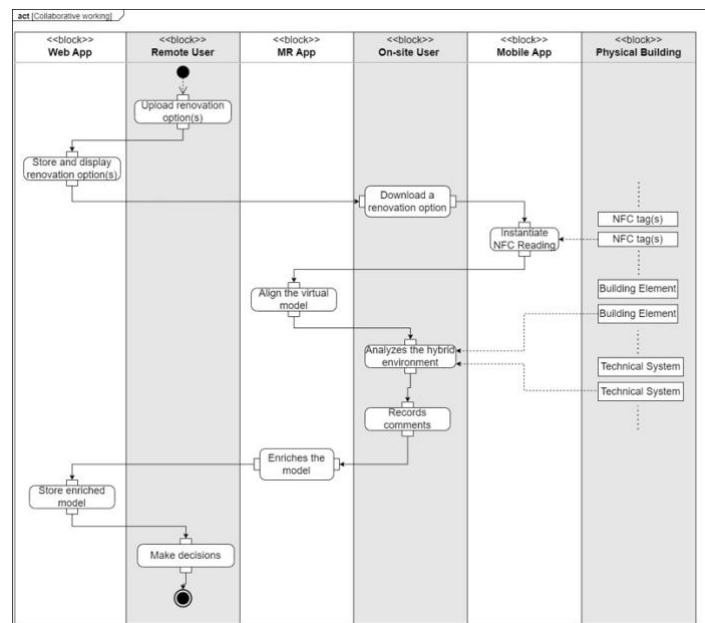 act [Collaborative working]
<<block>>
Web App
<<block>>
Remote User
<<block>>
MR App
<<block>>
On-site User
<<block>>
Mobile App
<<block>>
Physical Building
Upload renovation
option(s)
Store and display
renovation option(s)
Download a
renovation option
NFC tag(s)
Instantiate
NFC Reading
NFC tag(s)
Align the virtual
model
Building Element
Building Element
Analyzes the hybrid
environment
Technical System
Technical System
Records
comments
Enriches the
model
Store enriched
model
Make decisions